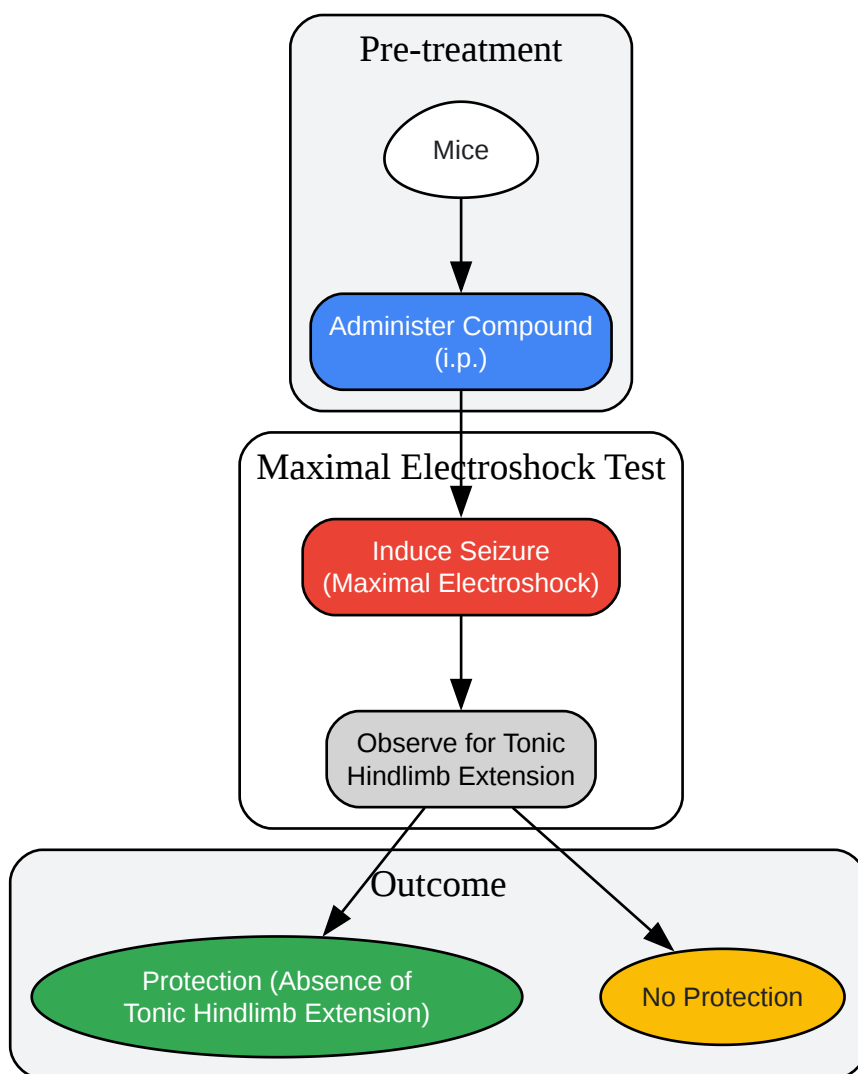 Pre-treatment
Mice
Administer Compound
(i.p.)
Maximal Electroshock Test
Induce Seizure
(Maximal Electroshock)
Observe for Tonic
Hindlimb Extension
Outcome
Protection (Absence of
Tonic Hindlimb Extension)
No Protection